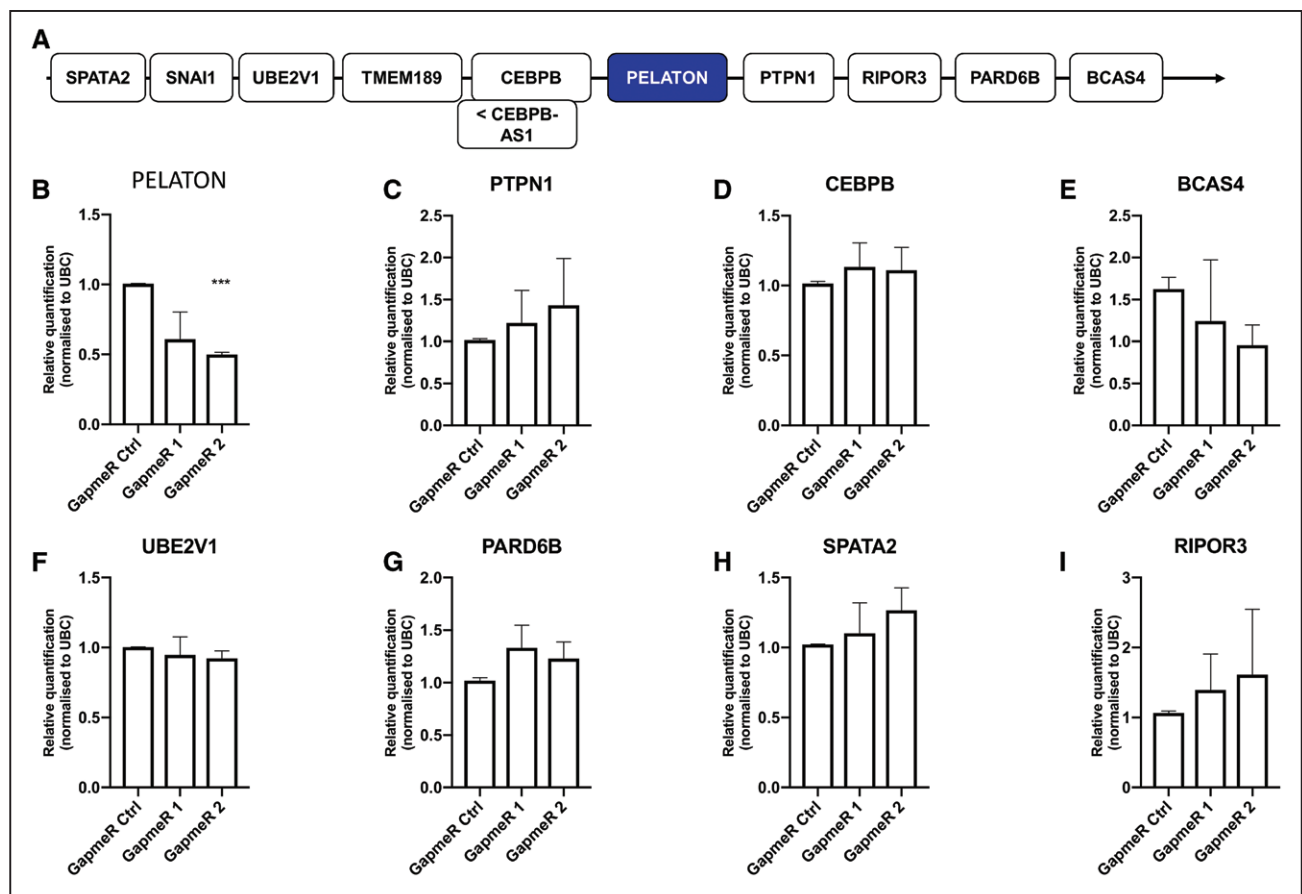 A
SPATA2 SNAI1 UBE2V1 TMEM189 CEBPB PELATON PTPN1 RIPOR3 PARD6B BCAS4
< CEBPB-
AS1
B PELATON
Relative quantification
(normalised to UBC)
1.5
1.0
0.5
0.0
GapmeR Ctrl
GapmeR 1
GapmeR 2
***
C PTPN1
Relative quantification
(normalised to UBC)
2.5
2.0
1.5
1.0
0.5
0.0
GapmeR Ctrl
GapmeR 1
GapmeR 2
D CEBPB
Relative quantification
(normalised to UBC)
1.5
1.0
0.5
0.0
GapmeR Ctrl
GapmeR 1
GapmeR 2
E BCAS4
Relative quantification
(normalised to UBC)
2.5
2.0
1.5
1.0
0.5
0.0
GapmeR Ctrl
GapmeR 1
GapmeR 2
F UBE2V1
Relative quantification
(normalised to UBC)
1.5
1.0
0.5
0.0
GapmeR Ctrl
GapmeR 1
GapmeR 2
G PARD6B
Relative quantification
(normalised to UBC)
2.0
1.5
1.0
0.5
0.0
GapmeR Ctrl
GapmeR 1
GapmeR 2
H SPATA2
Relative quantification
(normalised to UBC)
1.5
1.0
0.5
0.0
GapmeR Ctrl
GapmeR 1
GapmeR 2
I RIPOR3
Relative quantification
(normalised to UBC)
3
2
1
0
GapmeR Ctrl
GapmeR 1
GapmeR 2